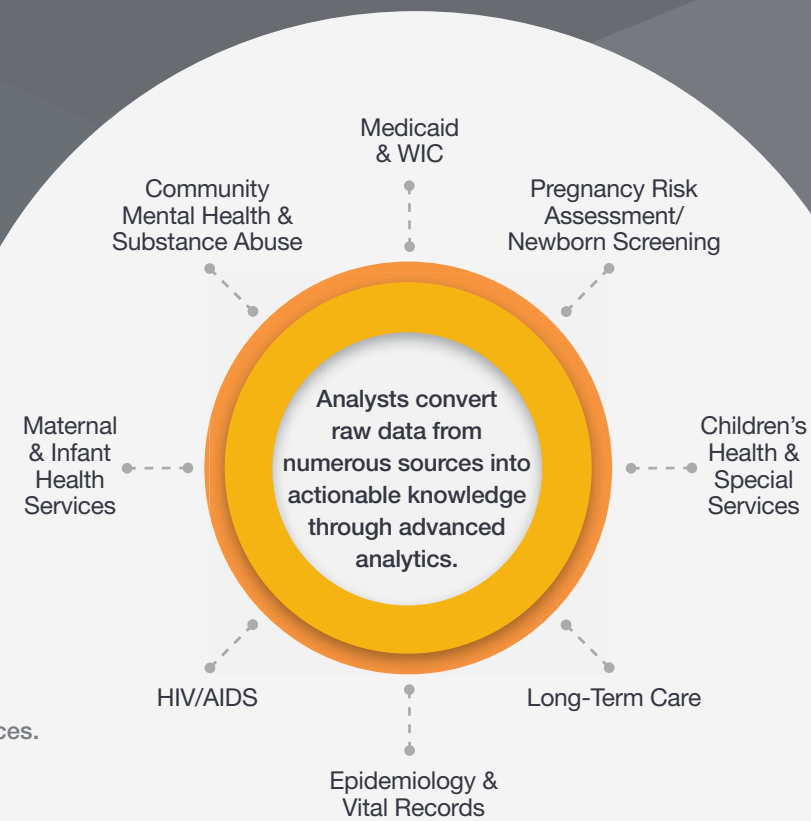 Medicaid
& WIC
Community
Mental Health &
Substance Abuse
Pregnancy Risk
Assessment/
Newborn Screening
Analysts convert
raw data from
numerous sources into
actionable knowledge
through advanced
analytics.
Maternal
& Infant
Health
Services
Children's
Health &
Special
Services
HIV/AIDS
Long-Term Care
Epidemiology &
Vital Records